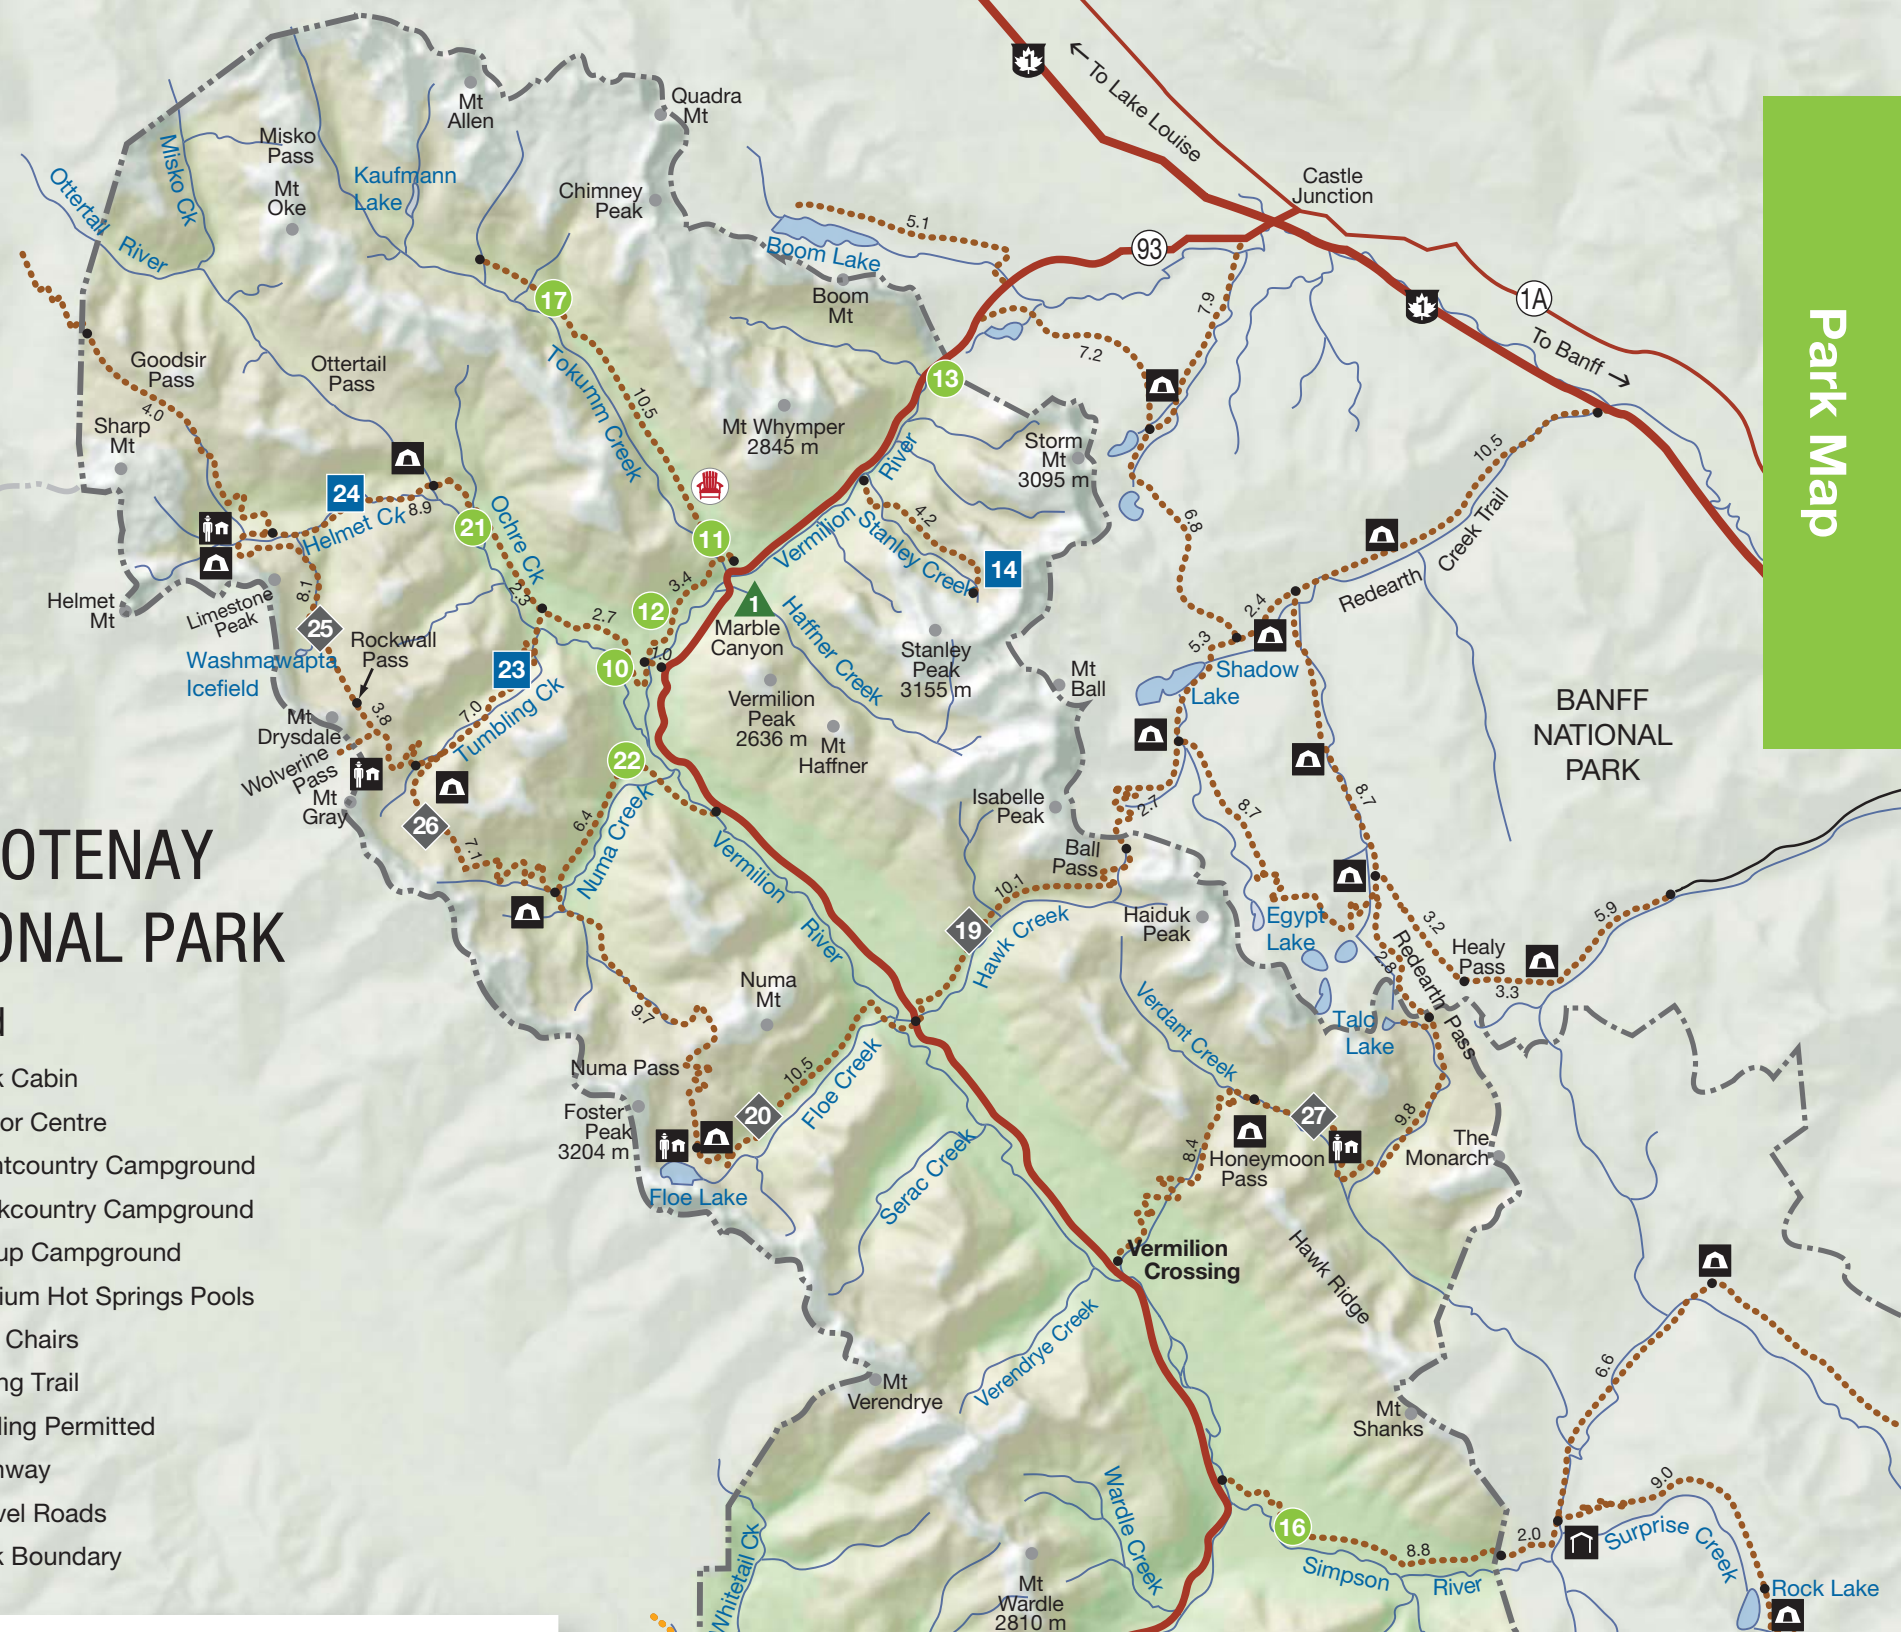 Mt
Allen
Quadra
Mt
Misko
Pass
Misko Ck
Mt
Oke
Kaufmann
Lake
Chimney
Peak
Ottertail River
1
← To Lake Louise
Castle
Junction
5.1
Boom Lake
93
Boom
Mt
17
7.9
1
1A
To Banff →
Park Map
Goodsir
Pass
Ottertail
Pass
Tokumm Creek
10.5
7.2
13
4.0
Sharp
Mt
Mt Whymper
2845 m
Storm
Mt
3095 m
River
10.5
24
8.9
Helmet Ck
21
Ochre Ck
11
Vermilion
4.2
Stanley Creek
14
6.8
Creek Trail
Redearth
Helmet
Mt
Limestone
Peak
8.1
25
2.3
2.7
12
3.4
1
Marble
Canyon
Haffner Creek
Stanley
Peak
3155 m
2.4
5.3
Shadow
Lake
Rockwall
Pass
Washmawapta
Icefield
23
10
1.0
Mt
Ball
Vermilion
Peak
2636 m
Mt
Haffner
BANFF
NATIONAL
PARK
Mt
Drysdale
3.8
7.0
Tumbling Ck
Wolverine
Pass
Mt
Gray
22
26
7.1
6.4
Numa Creek
Isabelle
Peak
2.7
8.7
8.7
Ball
Pass
OTENAY
ONAL PARK
Vermilion
River
10.1
19
Hawk Creek
Haiduk
Peak
Egypt
Lake
3.2
5.9
Healy
Pass
3.3
2.8
Redearth Pass
Numa
Mt
9.7
Verdant Creek
Talc
Lake
Numa Pass
10.5
Floe Creek
Foster
Peak
3204 m
20
Floe Lake
Serac Creek
27
9.8
8.4
Honeymoon
Pass
The
Monarch
Vermilion
Crossing
Hawk Ridge
d
k Cabin
or Centre
ntcountry Campground
kcountry Campground
up Campground
ium Hot Springs Pools
Chairs
ng Trail
ling Permitted
hway
vel Roads
k Boundary
Verendrye Creek
Mt
Verendrye
Mt
Shanks
6.6
Wardle Creek
Whitetail Ck
16
9.0
2.0
8.8
Simpson
River
Surprise Creek
Mt
Wardle
2810 m
Rock Lake